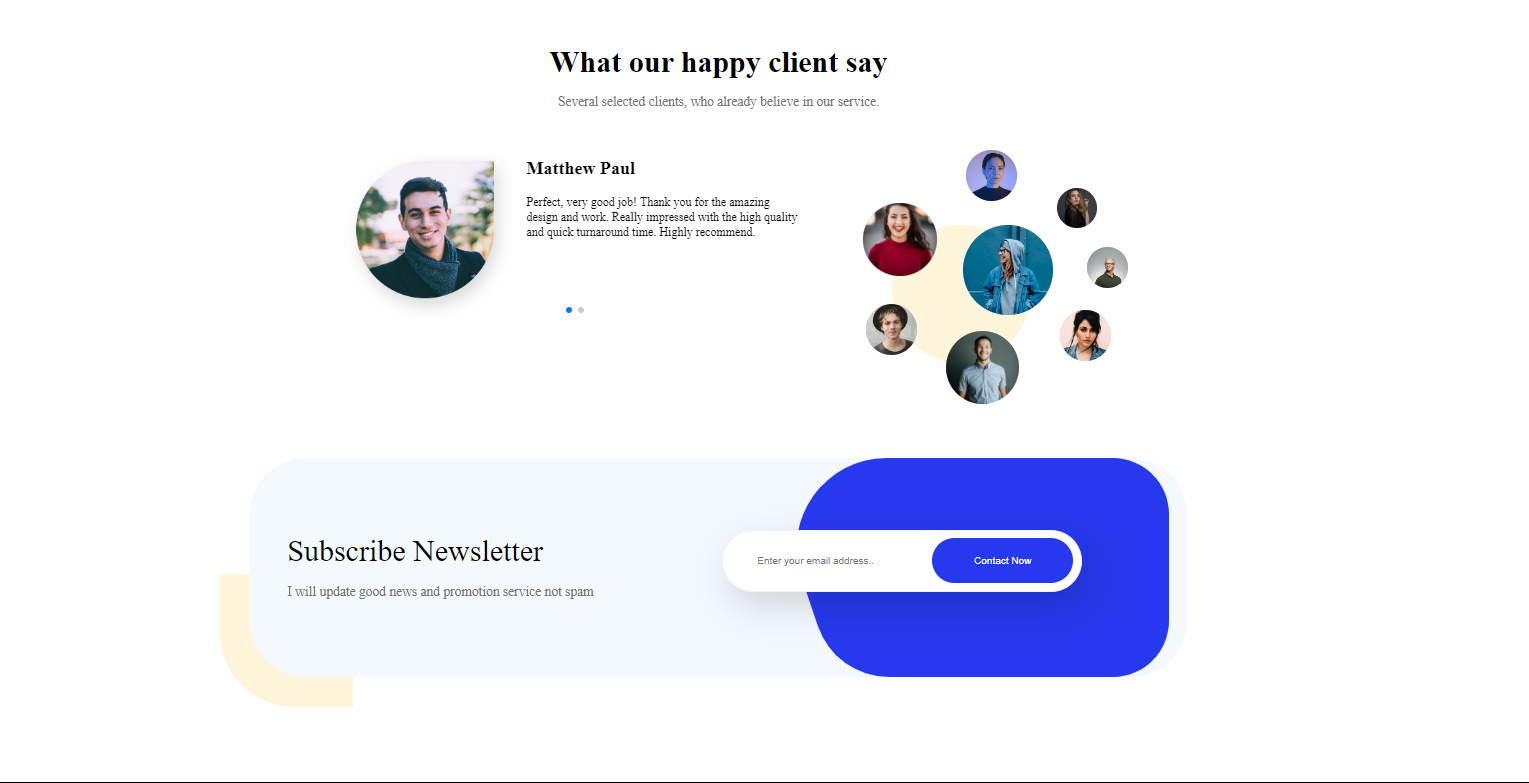 What our happy client say
Several selected clients, who already believe in our service.
Matthew Paul
Perfect, very good job! Thank you for the amazing
design and work. Really impressed with the high quality
and quick turnaround time. Highly recommend.
Subscribe Newsletter
I will update good news and promotion service not spam
Enter your email address..
Contact Now